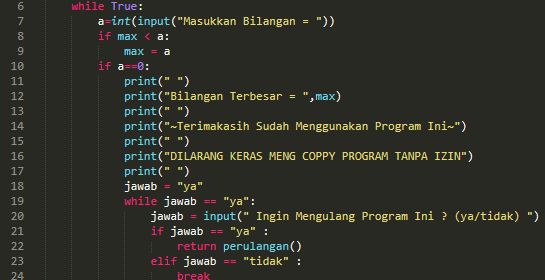 6 while True:
7 a=int(input("Masukkan Bilangan = "))
8 if max < a:
9 max = a
10 if a==0:
11 print(" ")
12 print("Bilangan Terbesar = ",max)
13 print(" ")
14 print("~Terimakasih Sudah Menggunakan Program Ini~")
15 print(" ")
16 print("DILARANG KERAS MENG COPPY PROGRAM TANPA IZIN")
17 print(" ")
18 jawab = "ya"
19 while jawab == "ya":
20 jawab = input(" Ingin Mengulang Program Ini ? (ya/tidak) ")
21 if jawab == "ya" :
22 return perulangan()
23 elif jawab == "tidak" :
24 break